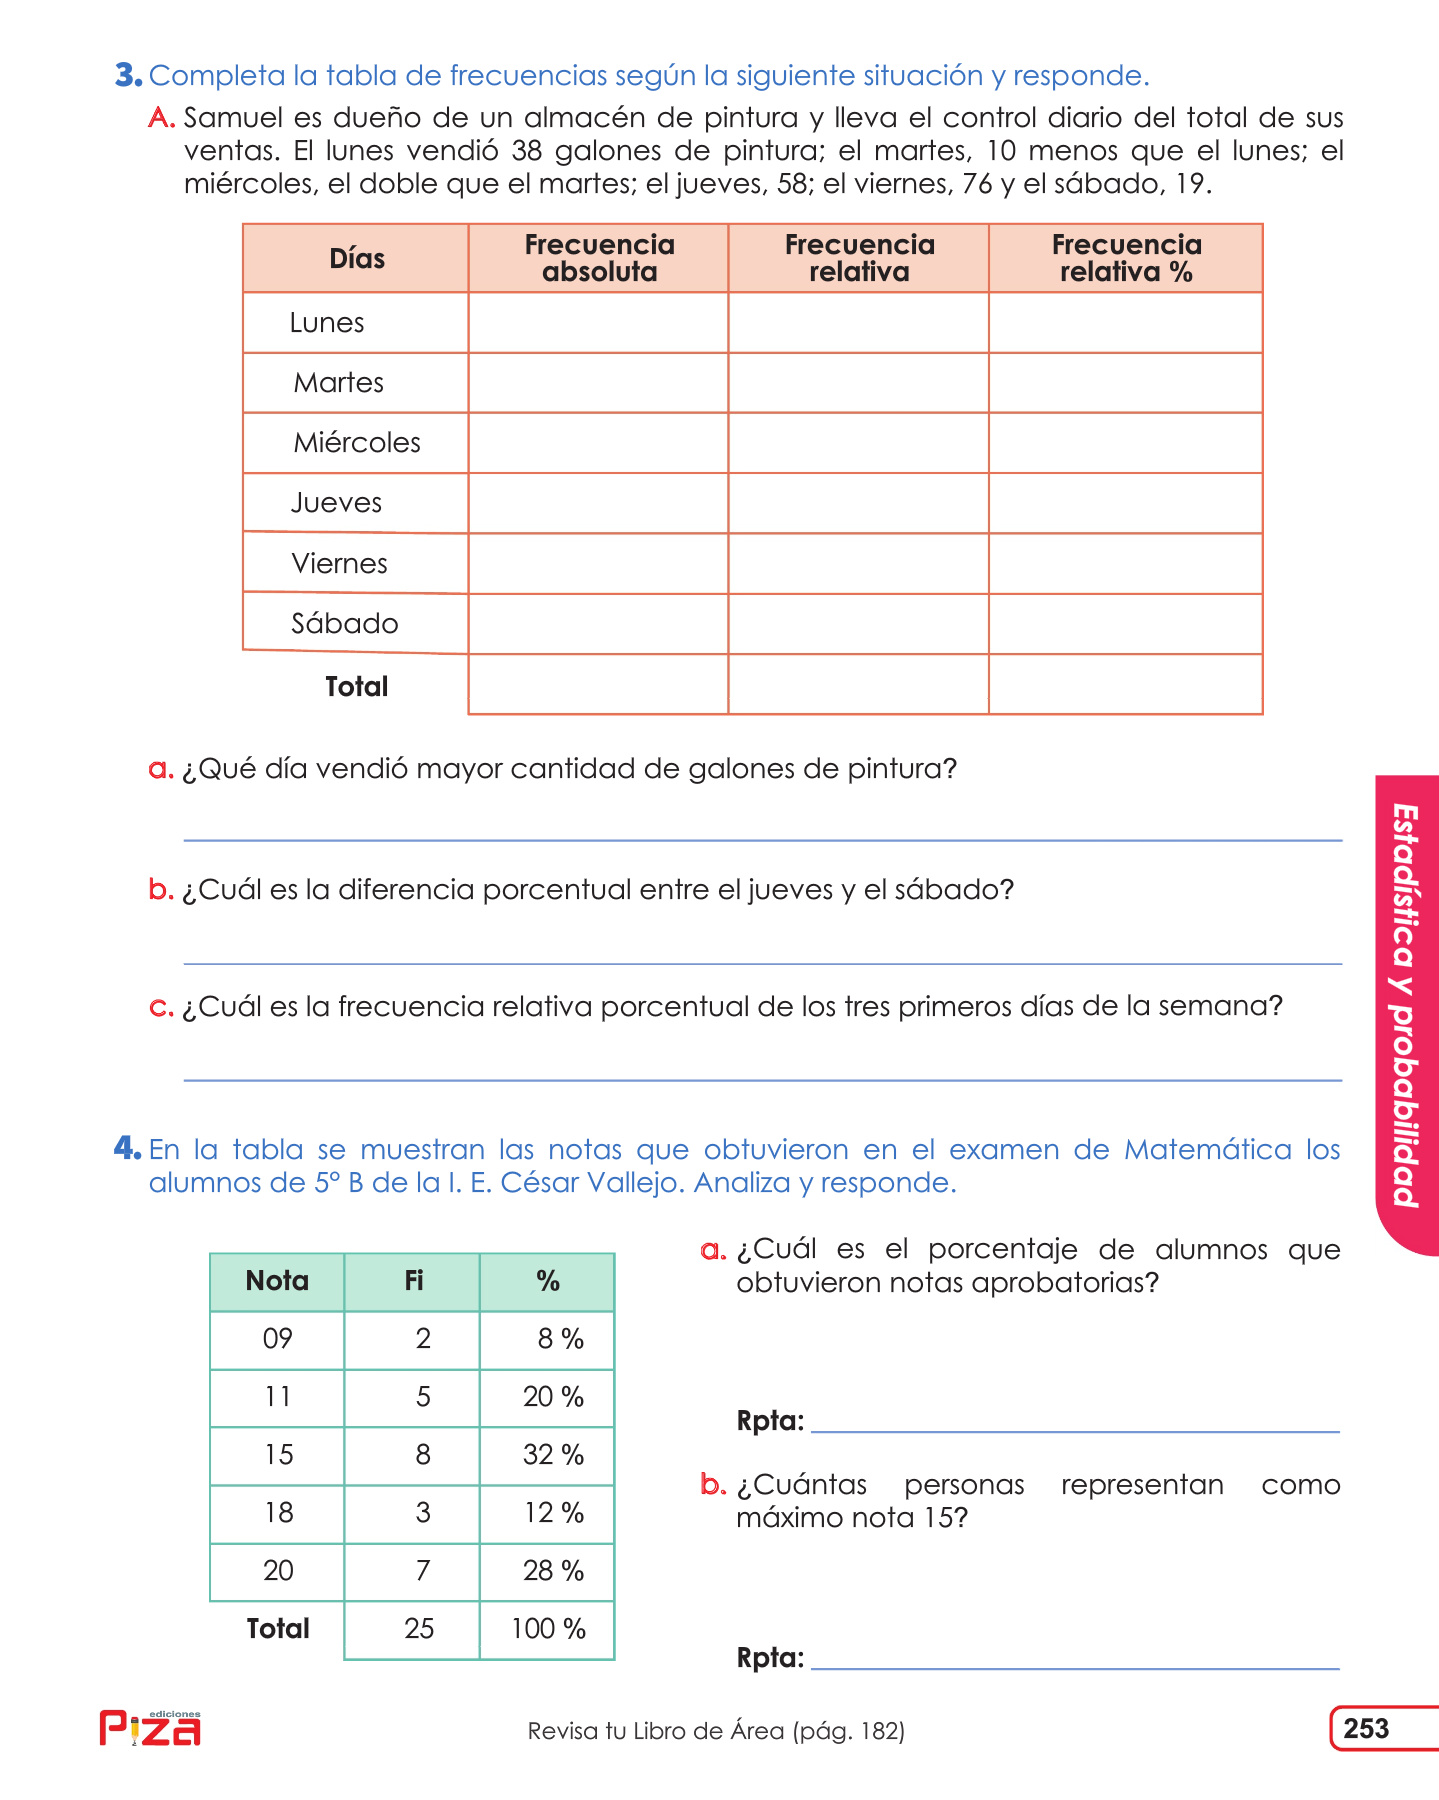 3. Completa la tabla de frecuencias según la siguiente situación y responde.
A. Samuel es dueño de un almacén de pintura y lleva el control diario del total de sus
ventas. El lunes vendió 38 galones de pintura; el martes, 10 menos que el lunes; el
miércoles, el doble que el martes; el jueves, 58; el viernes, 76 y el sábado, 19.
Días Frecuencia absoluta Frecuencia relativa Frecuencia relativa %
Lunes
Martes
Miércoles
Jueves
Viernes
Sábado
Total
a. ¿Qué día vendió mayor cantidad de galones de pintura?
b. ¿Cuál es la diferencia porcentual entre el jueves y el sábado?
c. ¿Cuál es la frecuencia relativa porcentual de los tres primeros días de la semana?
4. En la tabla se muestran las notas que obtuvieron en el examen de Matemática los
alumnos de 5° B de la I. E. César Vallejo. Analiza y responde.
Nota Fi %
09 2 8 %
11 5 20 %
15 8 32 %
18 3 12 %
20 7 28 %
Total 25 100 %
a. ¿Cuál es el porcentaje de alumnos que
obtuvieron notas aprobatorias?
Rpta:
b. ¿Cuántas personas representan como
máximo nota 15?
Rpta:
Estadística y probabilidad
ediciones
Piza
Revisa tu Libro de Área (pág. 182)
253